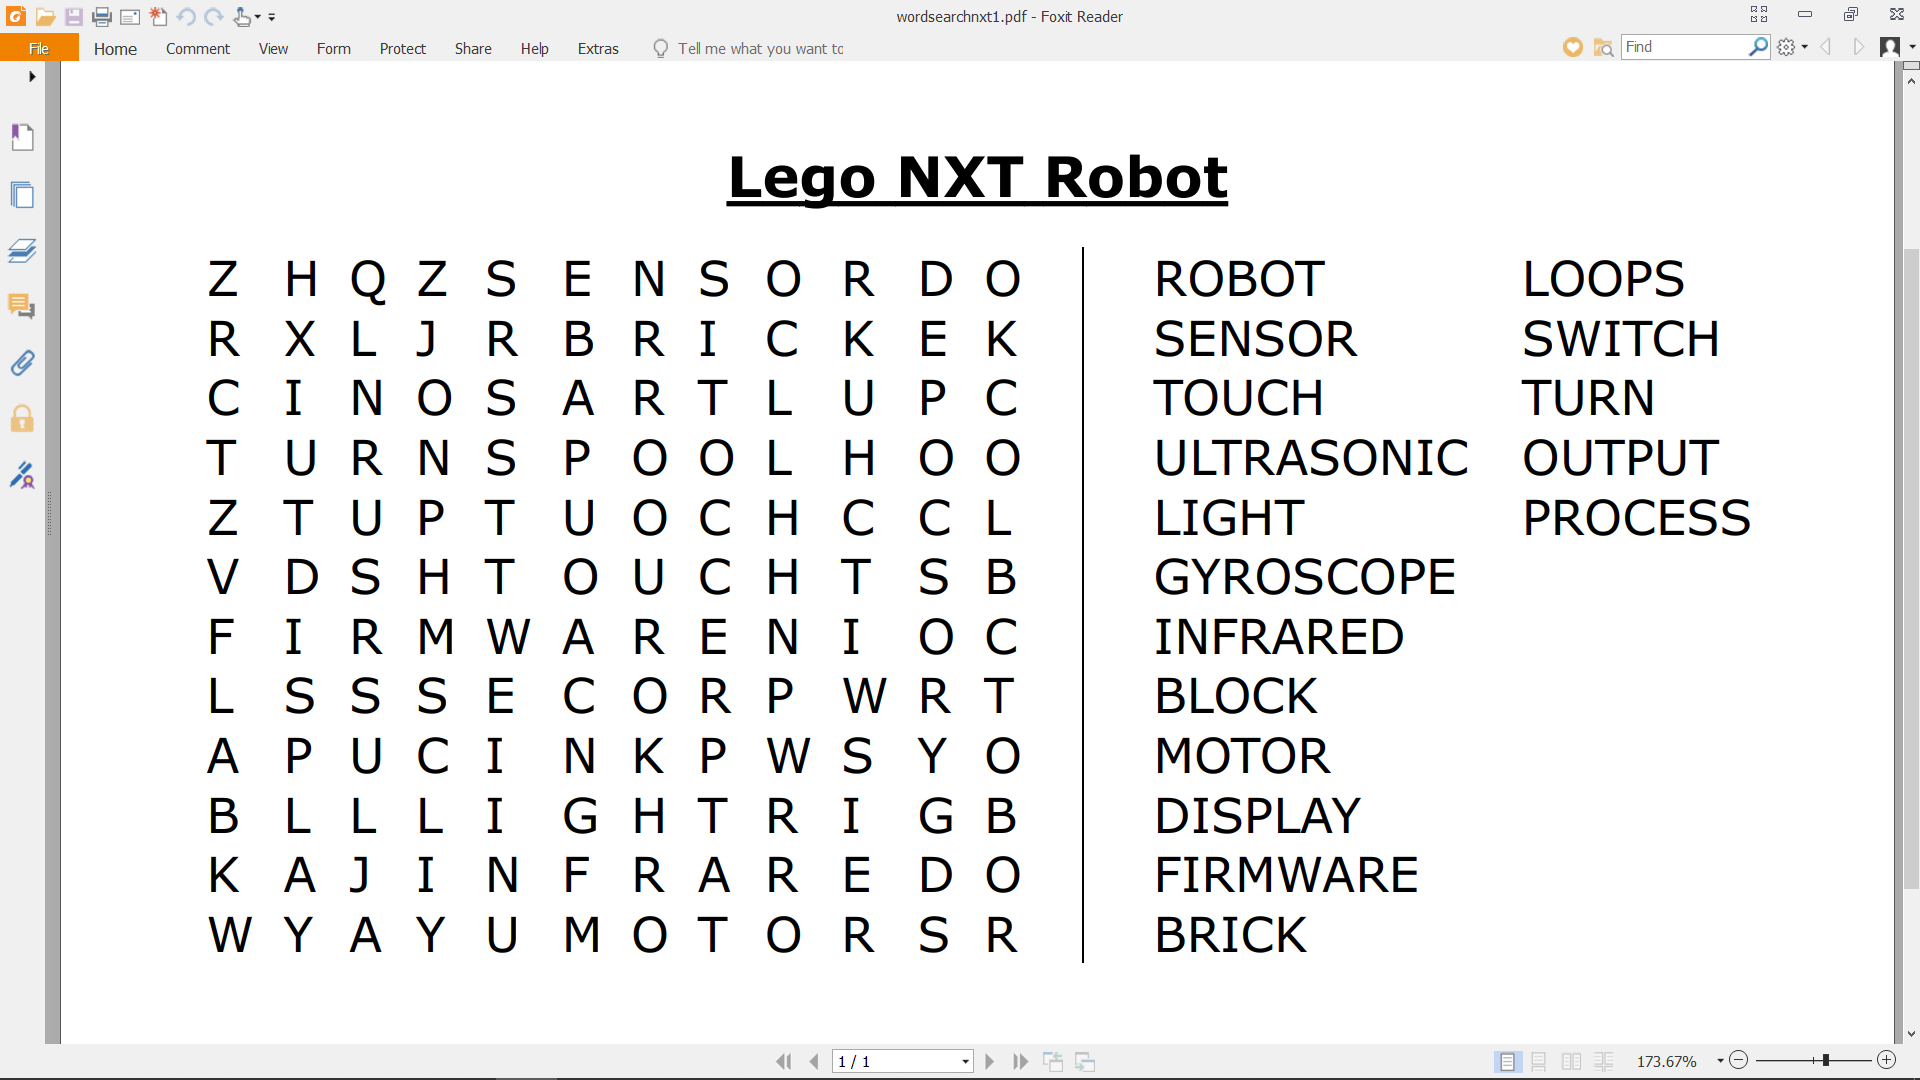 wordsearchnxt1.pdf - Foxit Reader
File Home Comment View Form Protect Share Help Extras Tell me what you want to Find
Lego NXT Robot
Z H Q Z S E N S O R D O
R X L J R B R I C K E K
C I N O S A R T L U P C
T U R N S P O O L H O O
Z T U P T U O C H C C L
V D S H T O U C H T S B
F I R M W A R E N I O C
L S S S E C O R P W R T
A P U C I N K P W S Y O
B L L L I G H T R I G B
K A J I N F R A R E D O
W Y A Y U M O T O R S R
ROBOT
SENSOR
TOUCH
ULTRASONIC
LIGHT
GYROSCOPE
INFRARED
BLOCK
MOTOR
DISPLAY
FIRMWARE
BRICK
LOOPS
SWITCH
TURN
OUTPUT
PROCESS
1 / 1
173.67%